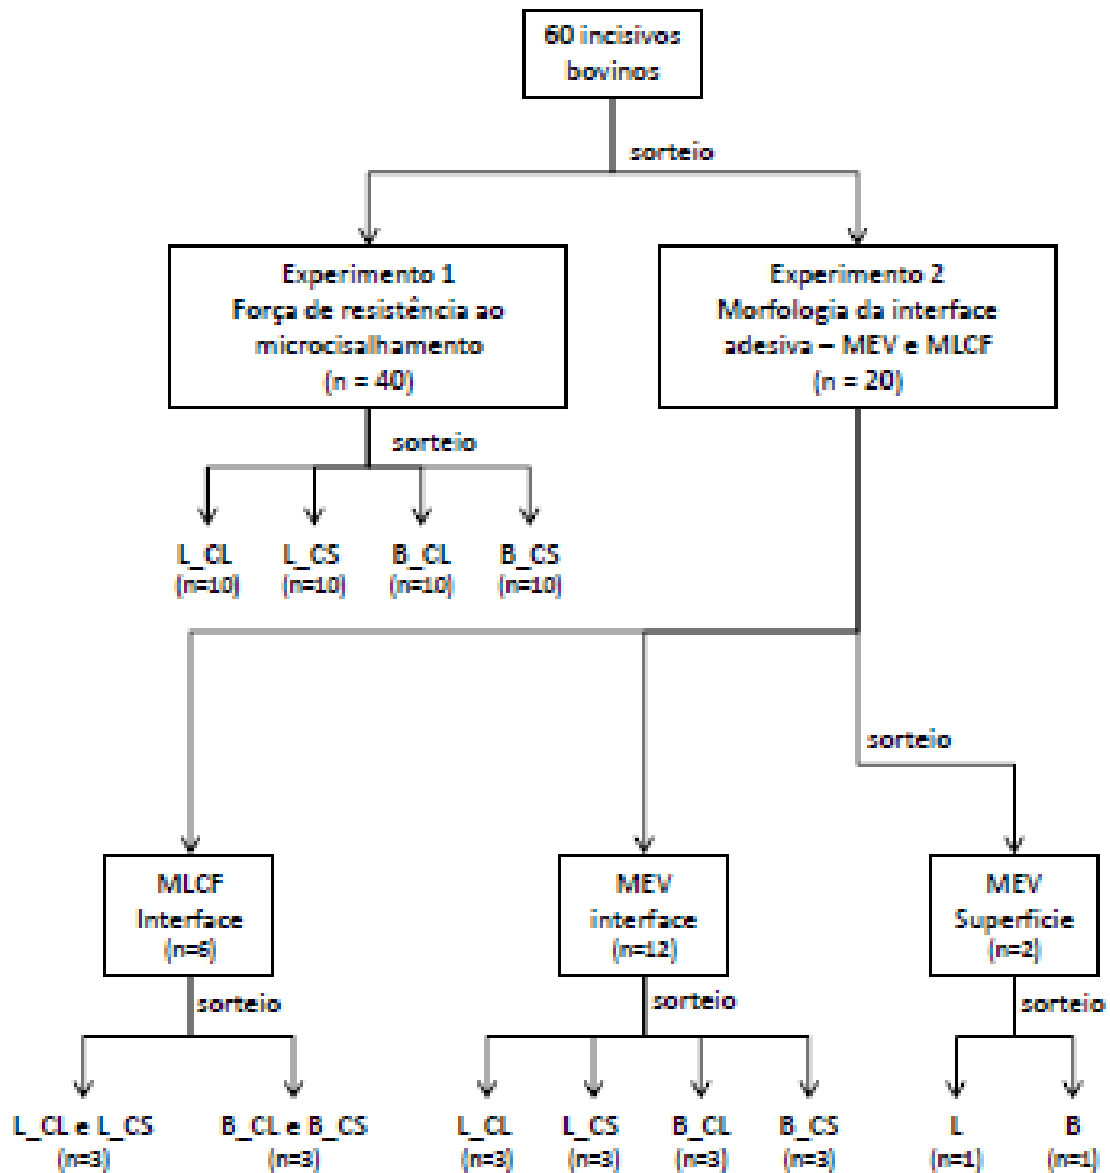 60 incisivos
bovinos
sorteio
Experimento 1
Força de resistência ao
microcisalhamento
(n = 40)
Experimento 2
Morfologia da interface
adesiva – MEV e MLCF
(n = 20)
sorteio
L_CL
(n=10)
L_CS
(n=10)
B_CL
(n=10)
B_CS
(n=10)
sorteio
MLCF
Interface
(n=6)
MEV
interface
(n=12)
MEV
Superfície
(n=2)
sorteio
sorteio
sorteio
L_CL e L_CS
(n=3)
B_CL e B_CS
(n=3)
L_CL
(n=3)
L_CS
(n=3)
B_CL
(n=3)
B_CS
(n=3)
L
(n=1)
B
(n=1)